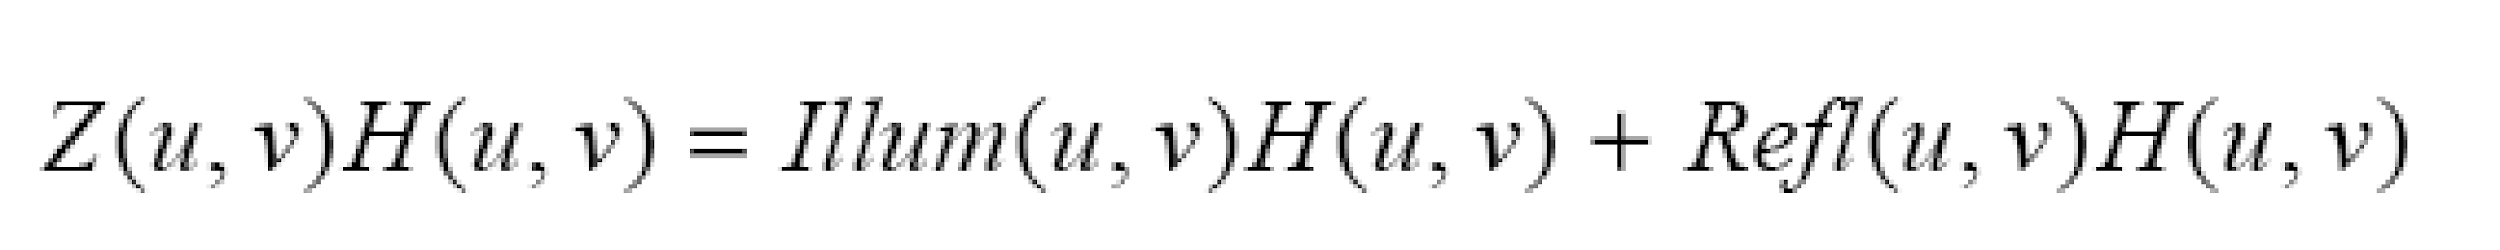 Z(u, v)H(u, v) = Illum(u, v)H(u, v) + Refl(u, v)H(u, v)